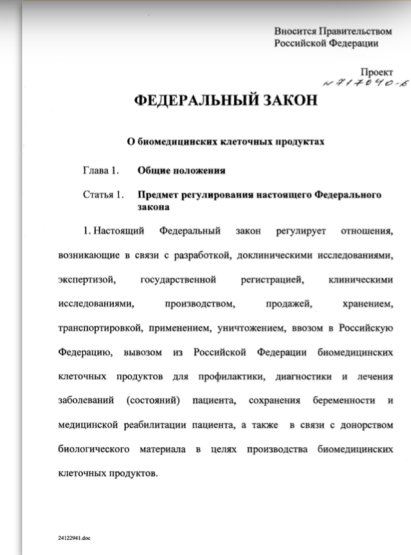 Вносится Правительством
Российской Федерации
Проект
№ 717040-6
ФЕДЕРАЛЬНЫЙ ЗАКОН
О биомедицинских клеточных продуктах
Глава 1. Общие положения
Статья 1. Предмет регулирования настоящего Федерального
закона
1. Настоящий Федеральный закон регулирует отношения,
возникающие в связи с разработкой, доклиническими исследованиями,
экспертизой, государственной регистрацией, клиническими
исследованиями, производством, продажей, хранением,
транспортировкой, применением, уничтожением, ввозом в Российскую
Федерацию, вывозом из Российской Федерации биомедицинских
клеточных продуктов для профилактики, диагностики и лечения
заболеваний (состояний) пациента, сохранения беременности и
медицинской реабилитации пациента, а также в связи с донорством
биологического материала в целях производства биомедицинских
клеточных продуктов.
24122941.doc